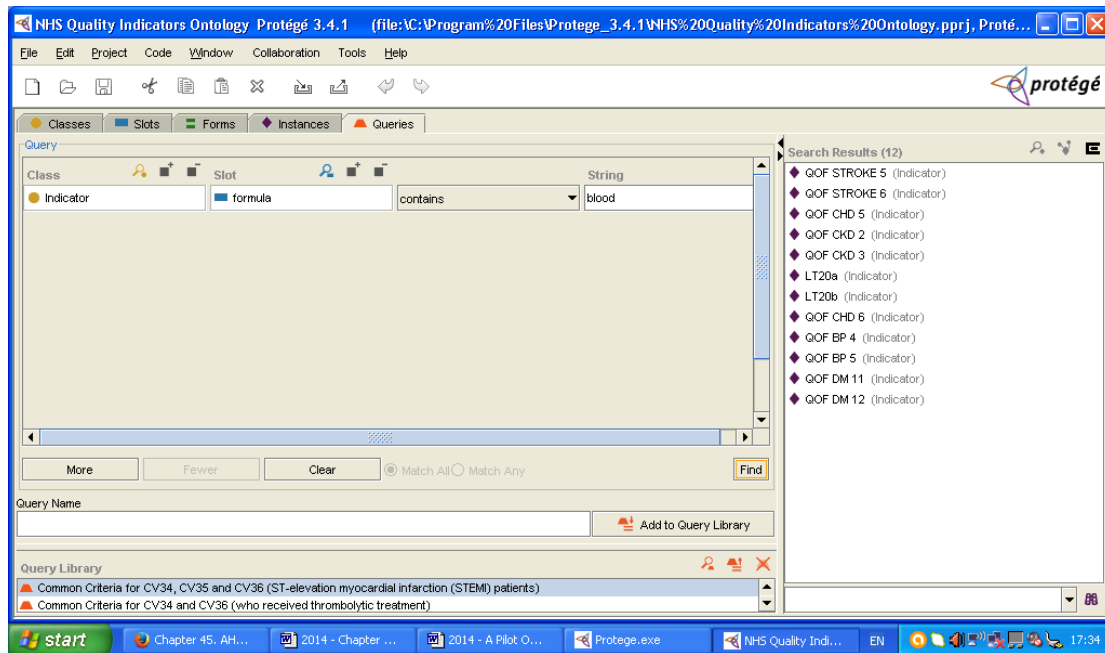 NHS Quality Indicators Ontology Protégé 3.4.1 (file:\C:\Program%20Files\Protege_3.4.1\NHS%20Quality%20Indicators%20Ontology.pprj, Proté...
File Edit Project Code Window Collaboration Tools Help
protégé
Classes Slots Forms Instances Queries
Query
Class Slot String
Indicator formula contains blood
More Fewer Clear Match All Match Any Find
Query Name
Add to Query Library
Query Library
Common Criteria for CV34, CV35 and CV36 (ST-elevation myocardial infarction (STEMI) patients)
Common Criteria for CV34 and CV36 (who received thrombolytic treatment)
Search Results (12)
QOF STROKE 5 (Indicator)
QOF STROKE 6 (Indicator)
QOF CHD 5 (Indicator)
QOF CKD 2 (Indicator)
QOF CKD 3 (Indicator)
LT20a (Indicator)
LT20b (Indicator)
QOF CHD 6 (Indicator)
QOF BP 4 (Indicator)
QOF BP 5 (Indicator)
QOF DM 11 (Indicator)
QOF DM 12 (Indicator)
start Chapter 45. AH... 2014 - Chapter ... 2014 - A Pilot O... Protege.exe NHS Quality Indi... EN 17:34